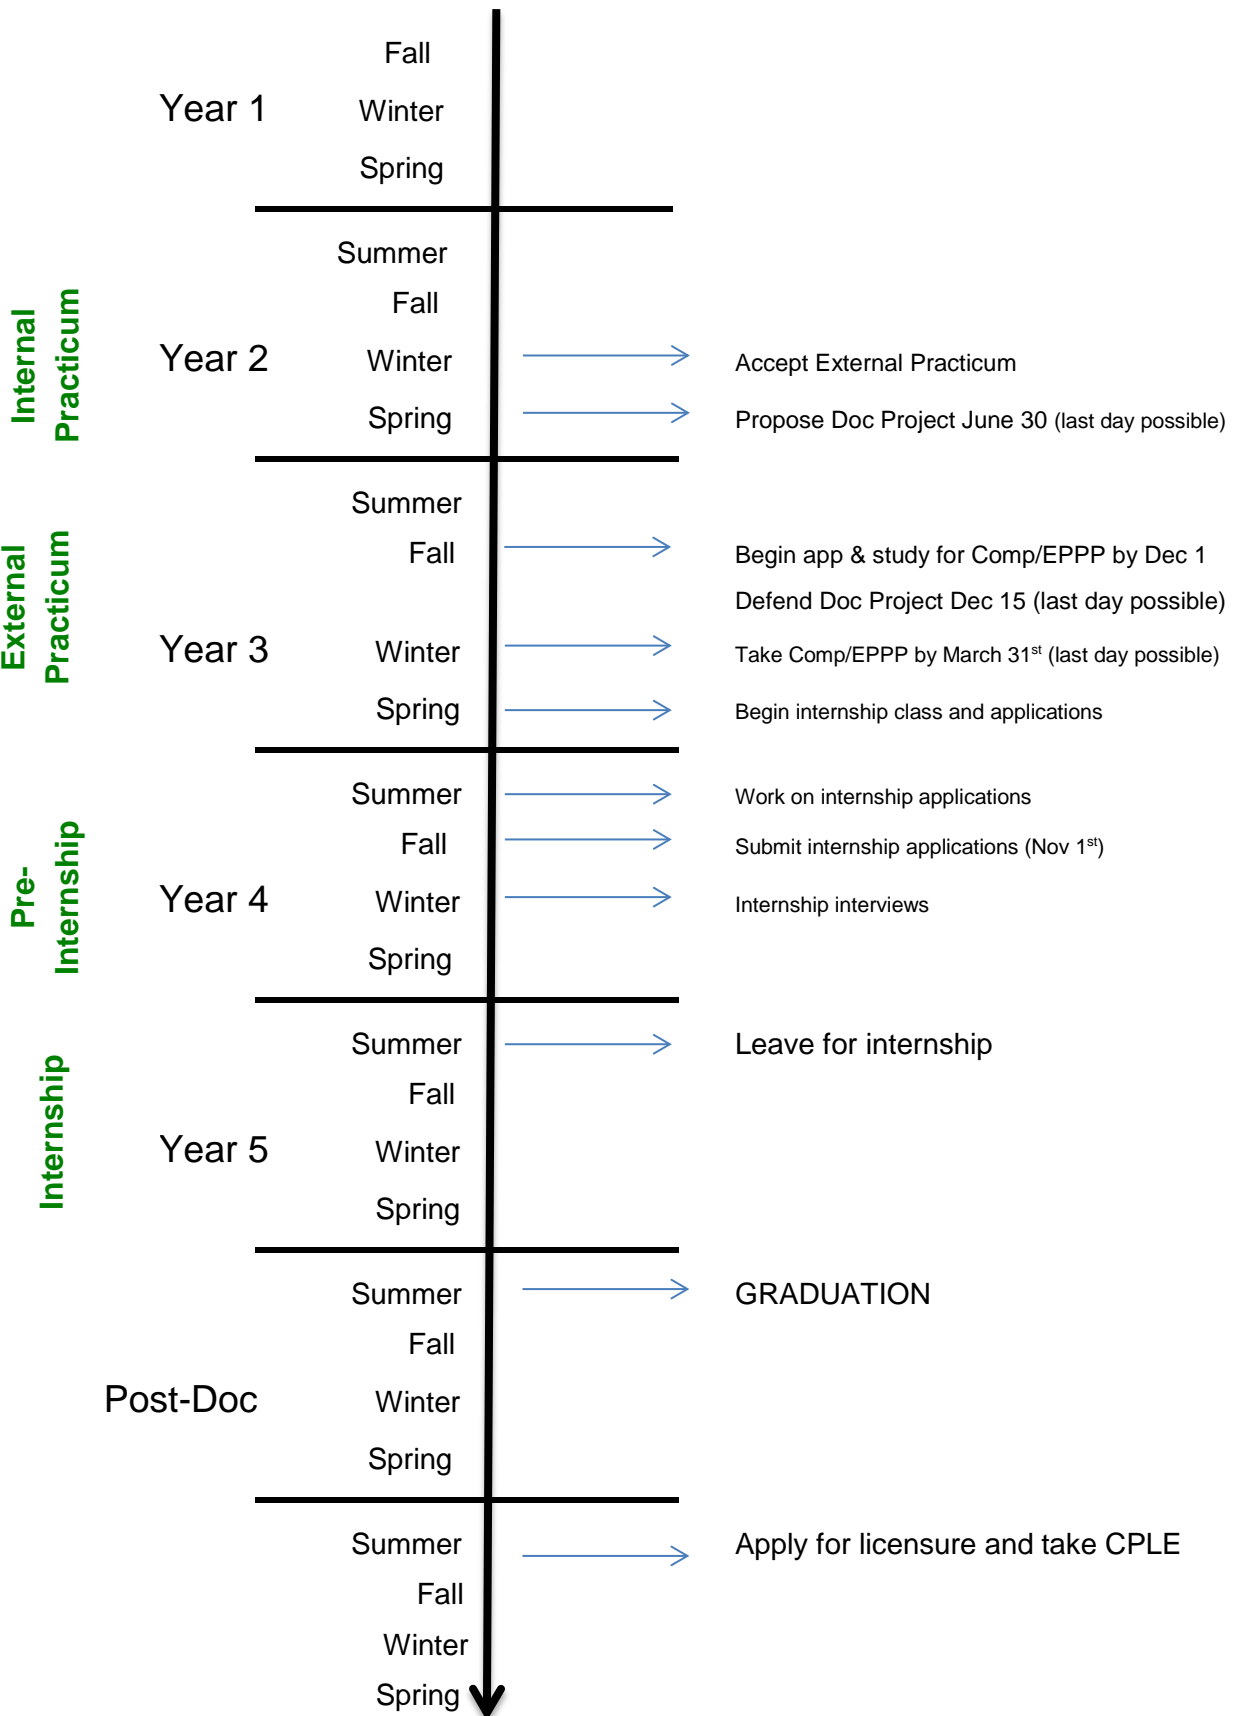 Fall
Year 1
Winter
Spring
Summer
Fall
Internal
Practicum
Year 2
Winter
Accept External Practicum
Spring
Propose Doc Project June 30 (last day possible)
Summer
External
Practicum
Fall
Begin app & study for Comp/EPPP by Dec 1
Defend Doc Project Dec 15 (last day possible)
Year 3
Winter
Take Comp/EPPP by March 31st (last day possible)
Spring
Begin internship class and applications
Summer
Work on internship applications
Pre-
Internship
Fall
Submit internship applications (Nov 1st)
Year 4
Winter
Internship interviews
Spring
Summer
Leave for internship
Internship
Fall
Year 5
Winter
Spring
Summer
GRADUATION
Fall
Post-Doc
Winter
Spring
Summer
Apply for licensure and take CPLE
Fall
Winter
Spring